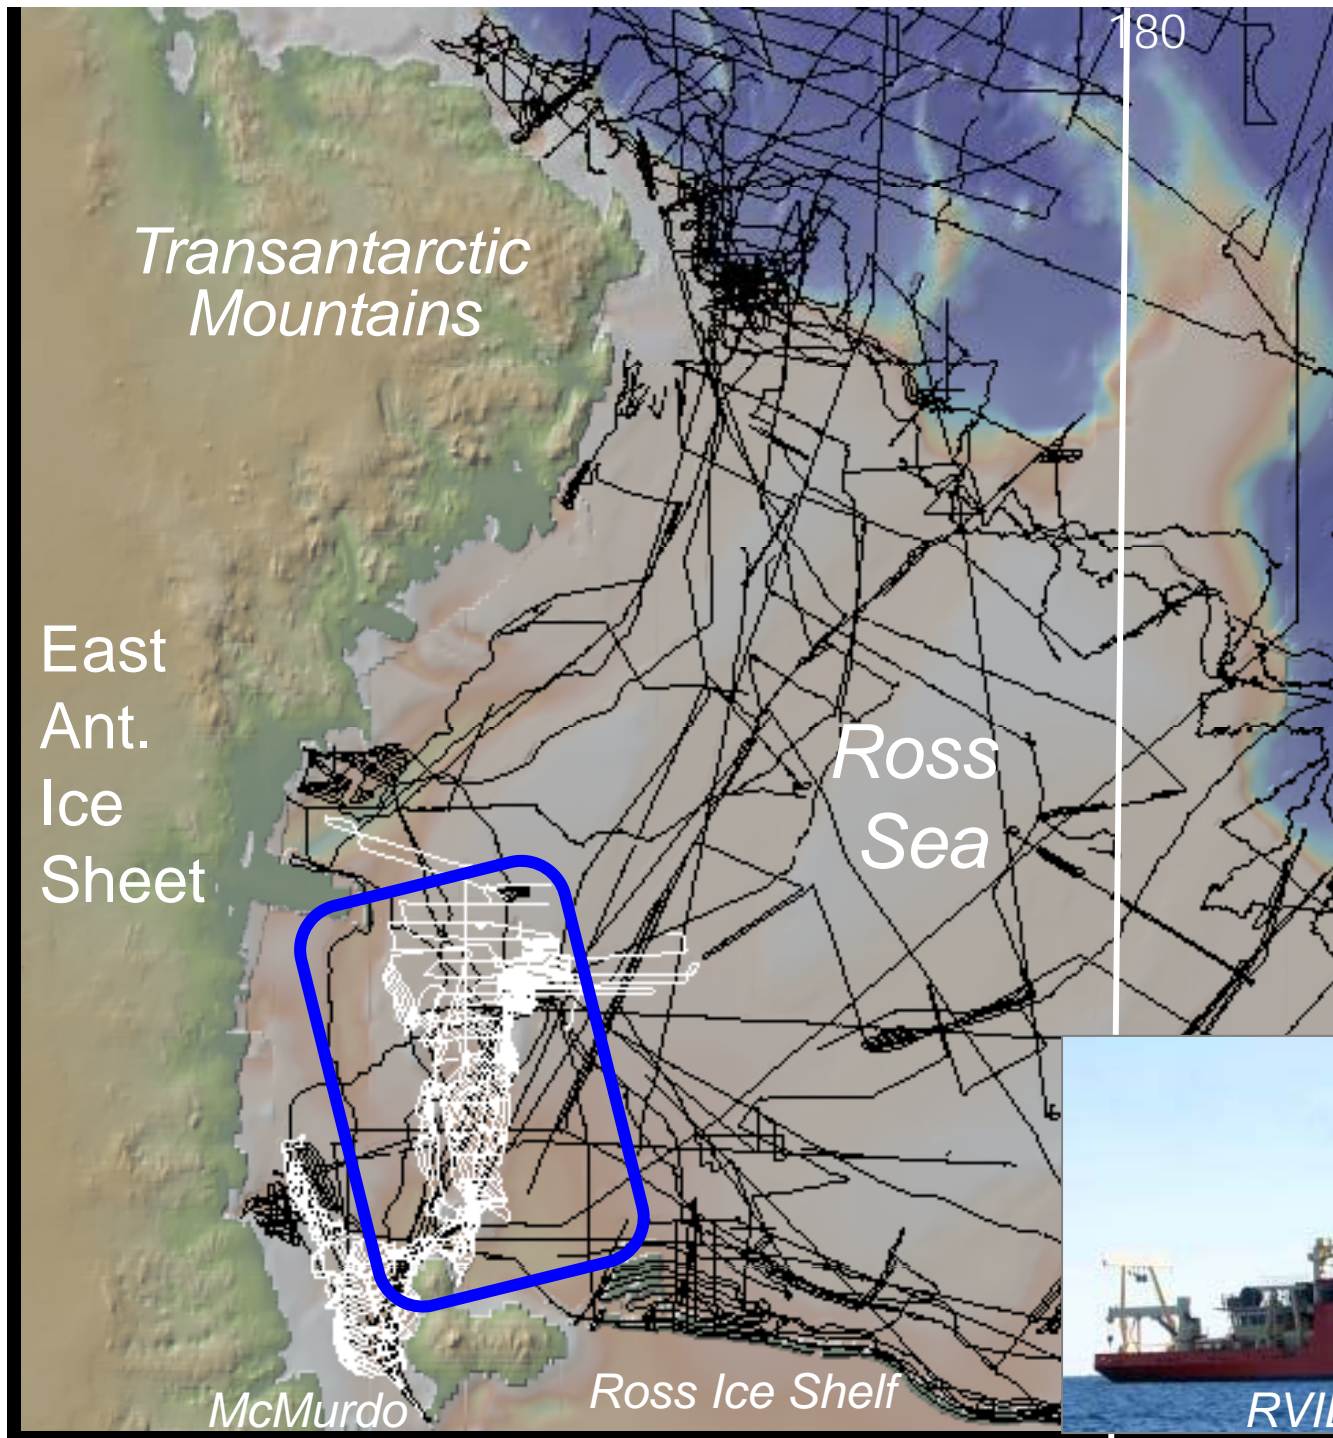 180
Transantarctic
Mountains
East
Ant.
Ice
Sheet
Ross
Sea
McMurdo
Ross Ice Shelf